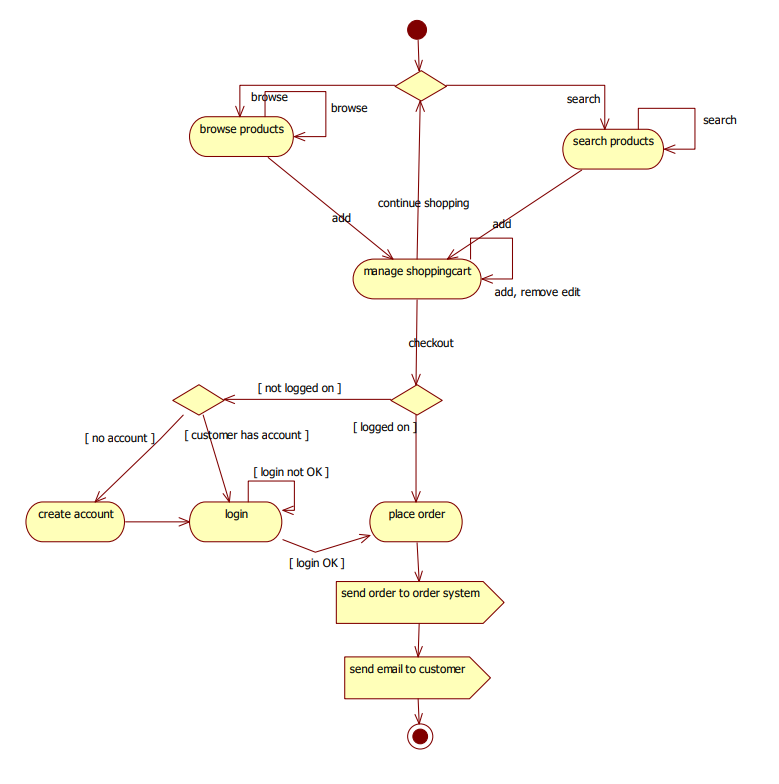 browse
browse
search
search
browse products
search products
continue shopping
add
add
manage shoppingcart
add, remove edit
checkout
[ not logged on ]
[ logged on ]
[ no account ]
[ customer has account ]
[ login not OK ]
create account
login
place order
[ login OK ]
send order to order system
send email to customer